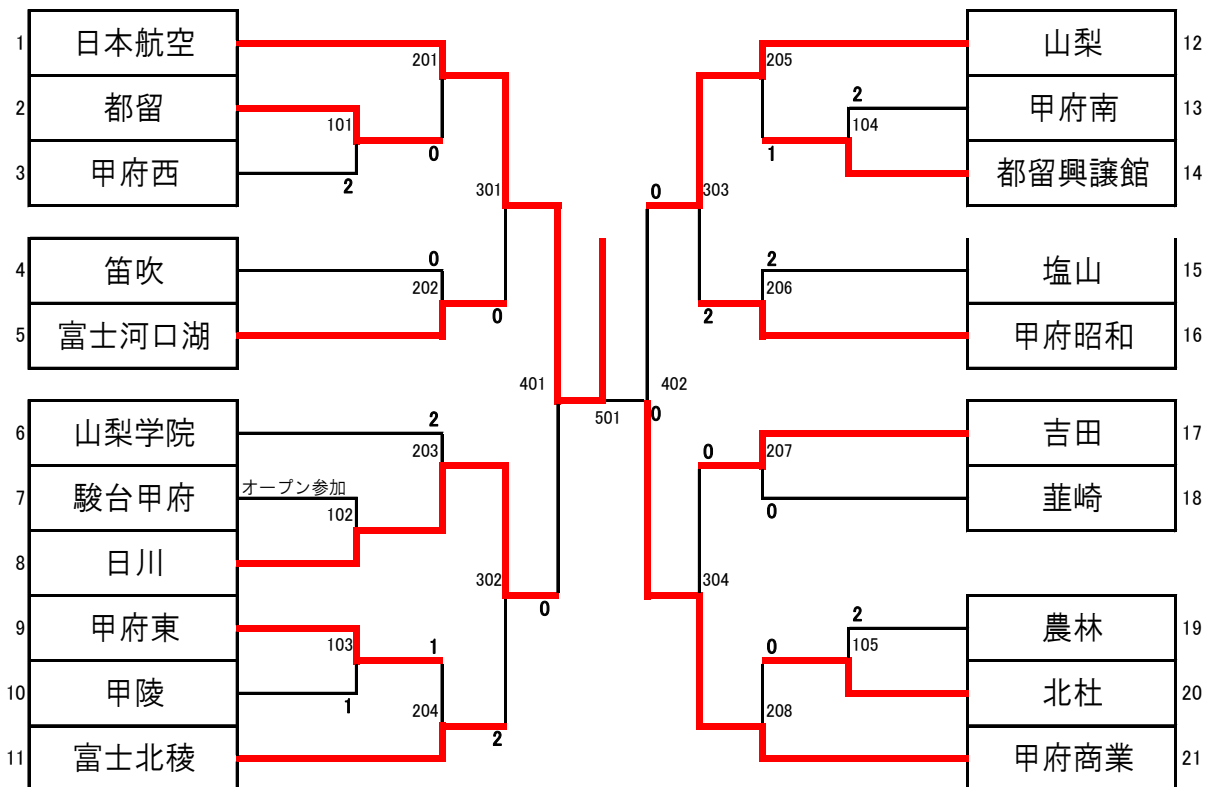 1 日本航空
2 都留
3 甲府西
4 笛吹
5 富士河口湖
6 山梨学院
7 駿台甲府
8 日川
9 甲府東
10 甲陵
11 富士北稜
オープン参加
101
2
201
0
301
0
202
0
401
2
203
102
302
0
103
1
1
204
2
501
山梨 12
甲府南 13
都留興譲館 14
塩山 15
甲府昭和 16
吉田 17
韮崎 18
農林 19
北杜 20
甲府商業 21
205
2
104
1
0
303
2
206
2
402
0
0
207
0
304
2
105
0
208